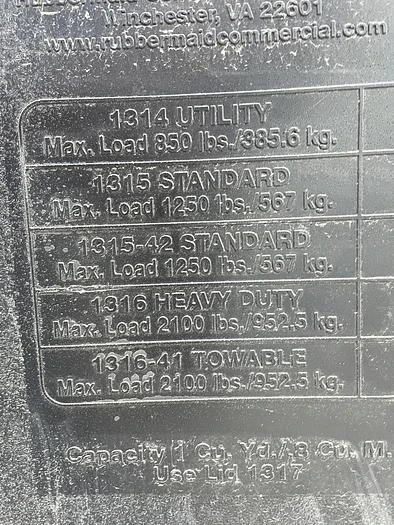 Winchester, VA 22601
www.rubbermaidcommercial.com
1314 UTILITY
Max. Load 850 lbs./385.6 kg.
1315 STANDARD
Max. Load 1250 lbs./567 kg.
1315-42 STANDARD
Max. Load 1250 lbs./567 kg.
1316 HEAVY DUTY
Max. Load 2100 lbs./952.5 kg.
1316-41 TOWABLE
Max. Load 2100 lbs./952.5 kg.
Capacity 1 Cu. Yd./.8 Cu. M.
Use Lid 1317